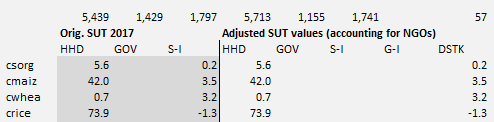 5,439 1,429 1,797 5,713 1,155 1,741 57
Orig. SUT 2017 Adjusted SUT values (accounting for NGOs)
HHD GOV S-I HHD GOV S-I G-I DSTK
csorg 5.6 0.2 5.6 0.2
cmaiz 42.0 3.5 42.0 3.5
cwhea 0.7 3.2 0.7 3.2
crice 73.9 -1.3 73.9 -1.3